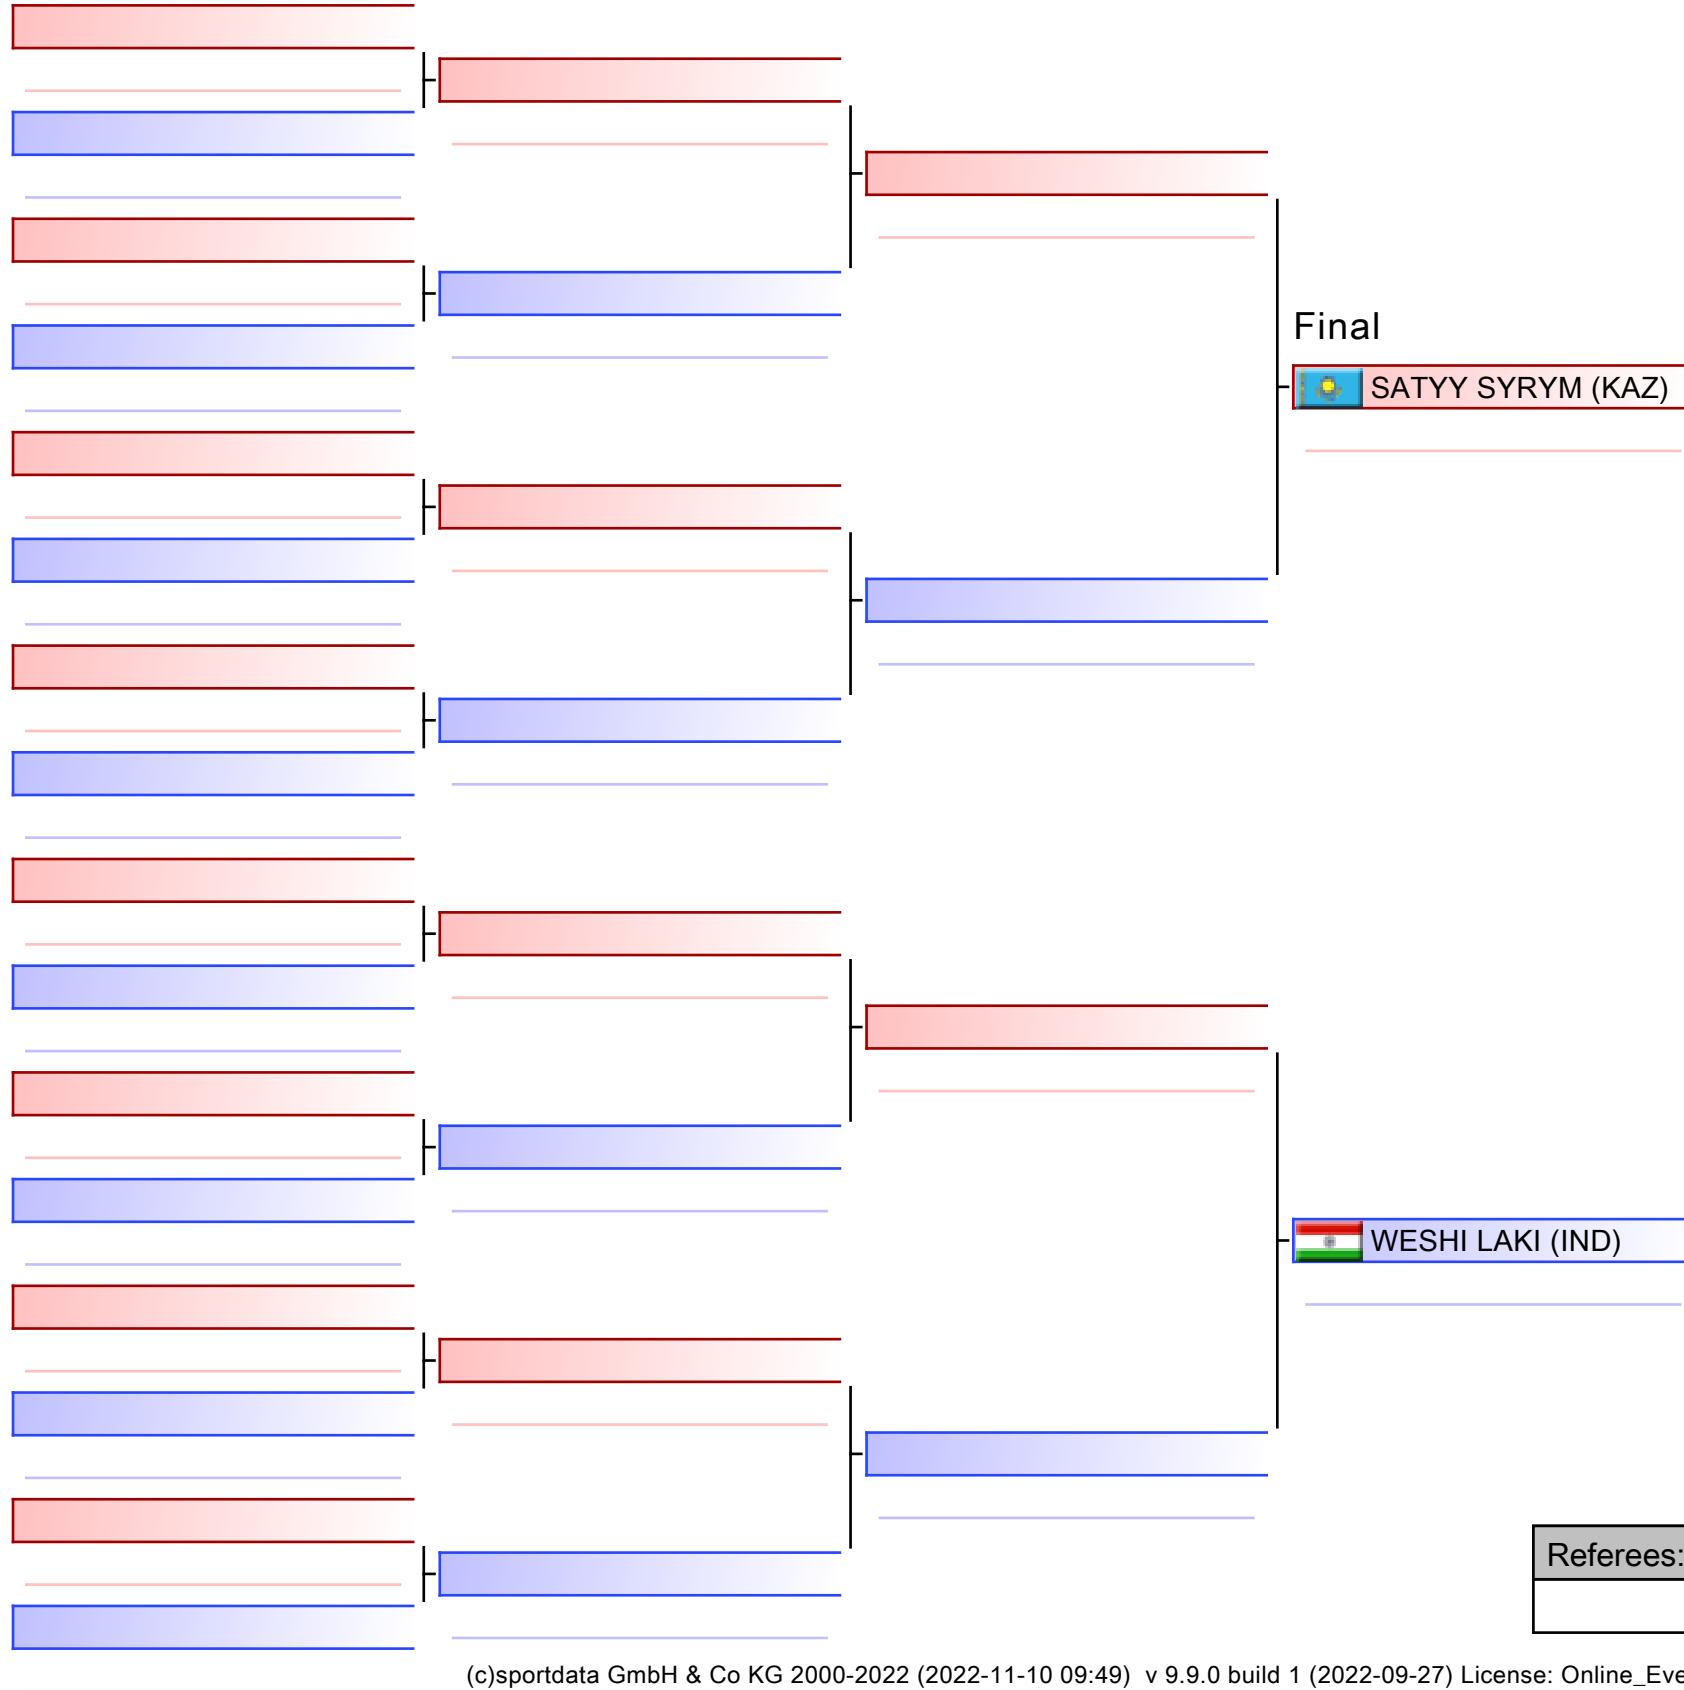 Final
SATYY SYRYM (KAZ)
WESHI LAKI (IND)
Referees:
(c)sportdata GmbH & Co KG 2000-2022 (2022-11-10 09:49) v 9.9.0 build 1 (2022-09-27) License: Online_Eve